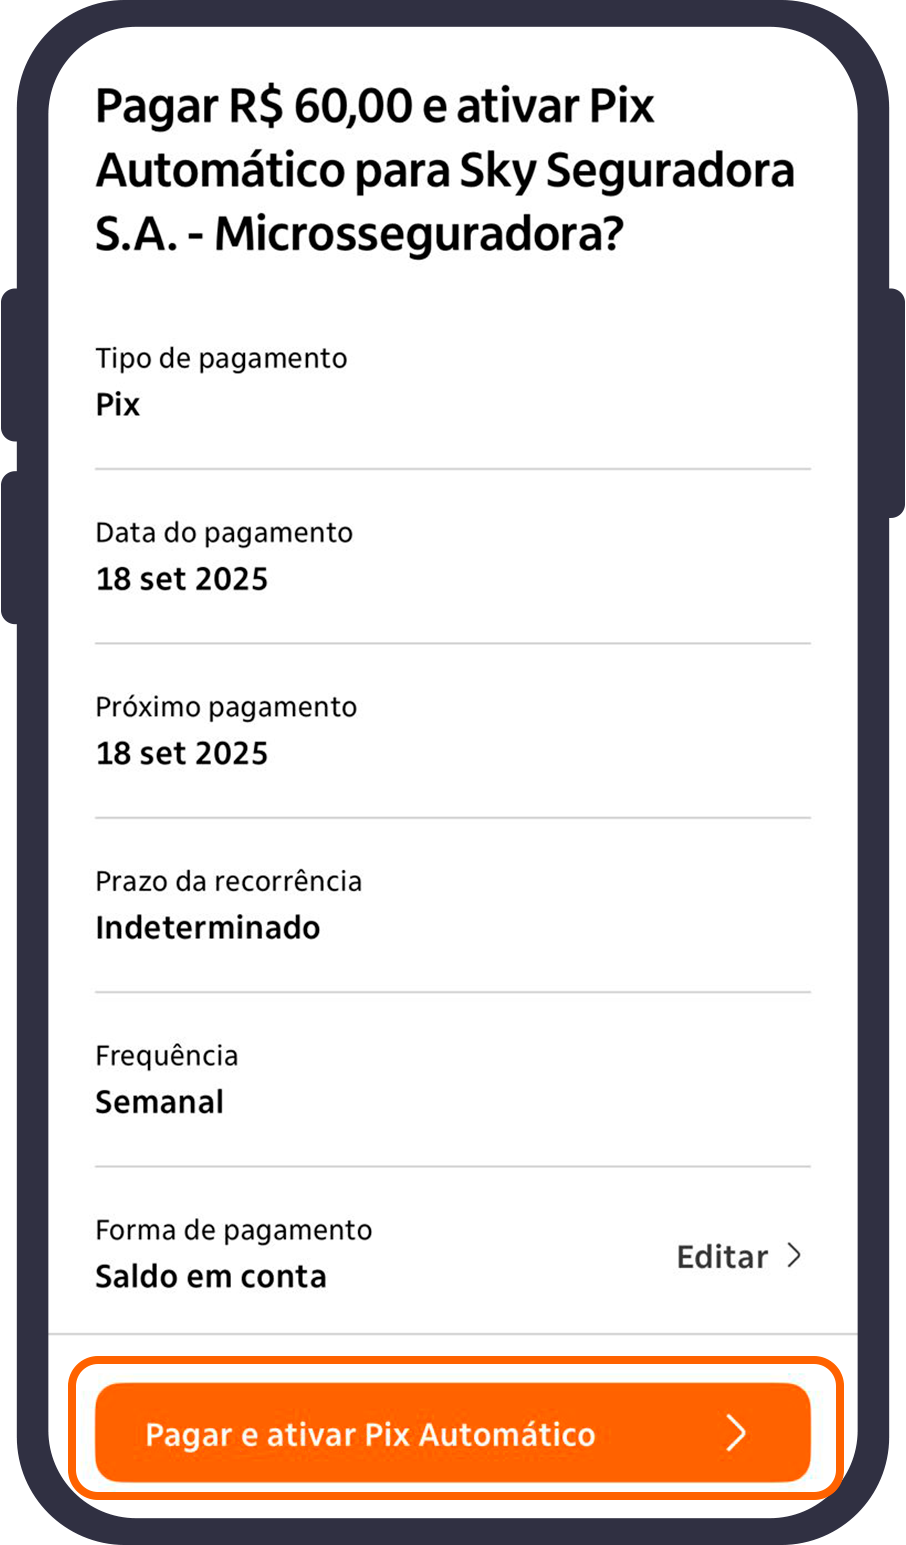 Pagar R$ 60,00 e ativar Pix
Automático para Sky Seguradora
S.A. - Microsseguradora?
Tipo de pagamento
Pix
Data do pagamento
18 set 2025
Próximo pagamento
18 set 2025
Prazo da recorrência
Indeterminado
Frequência
Semanal
Forma de pagamento
Saldo em conta
Editar
Pagar e ativar Pix Automático